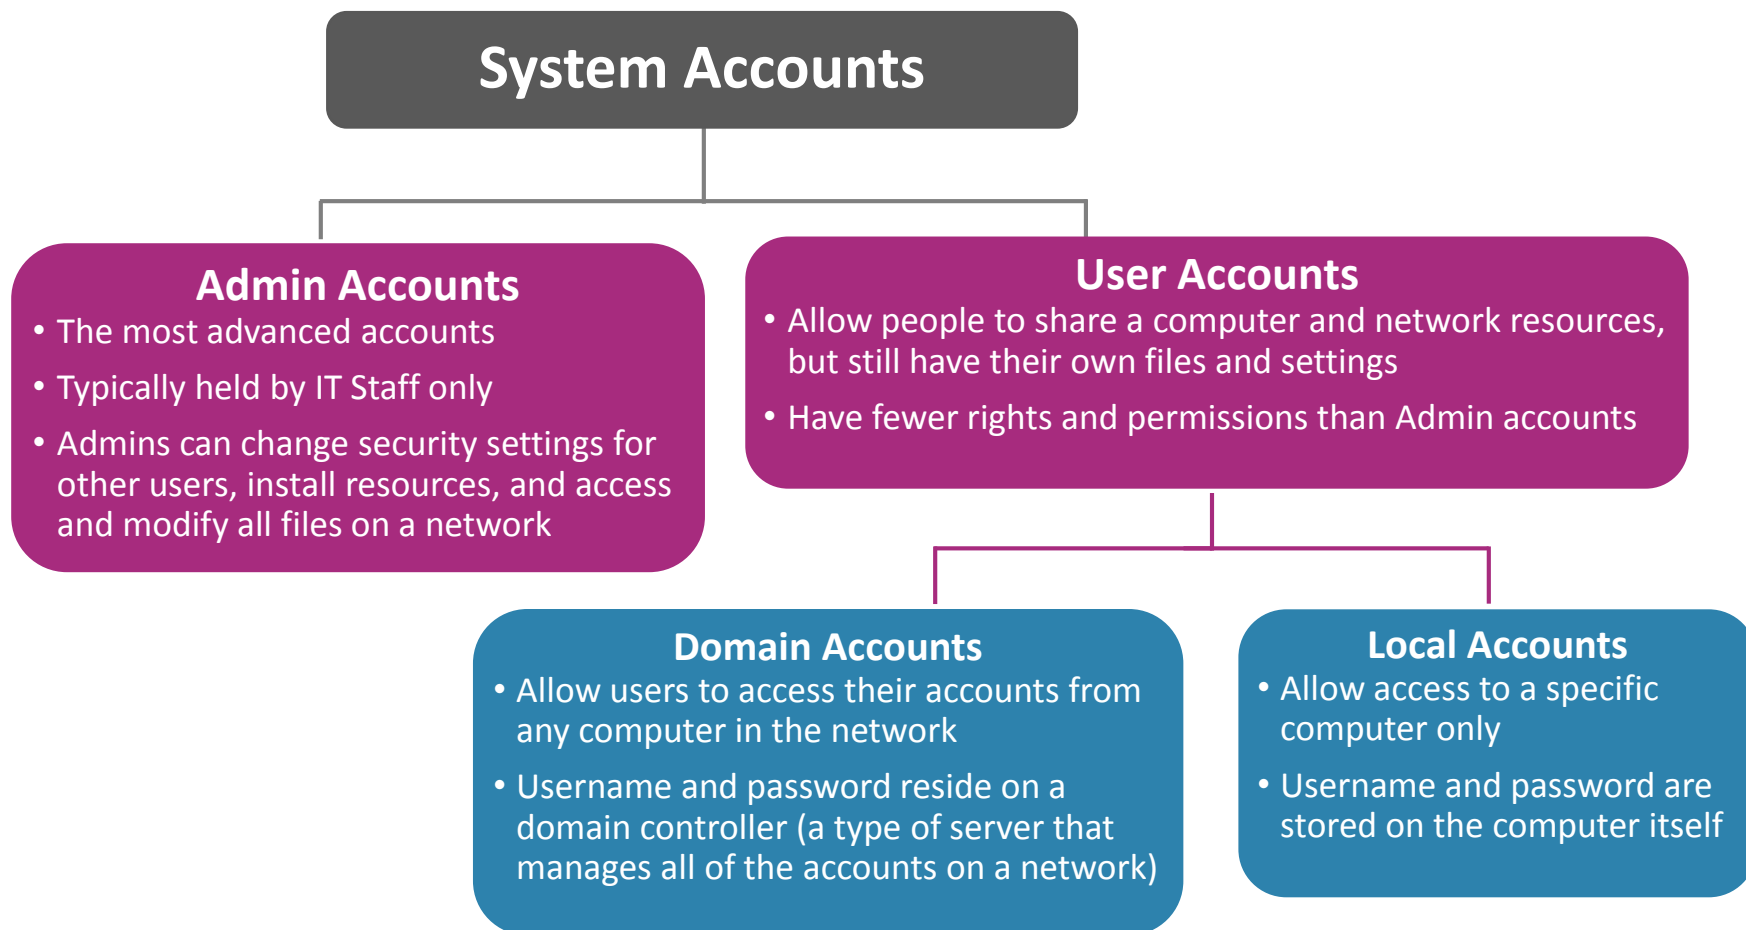 System Accounts
Admin Accounts
• The most advanced accounts
• Typically held by IT Staff only
• Admins can change security settings for
other users, install resources, and access
and modify all files on a network
User Accounts
• Allow people to share a computer and network resources,
but still have their own files and settings
• Have fewer rights and permissions than Admin accounts
Domain Accounts
• Allow users to access their accounts from
any computer in the network
• Username and password reside on a
domain controller (a type of server that
manages all of the accounts on a network)
Local Accounts
• Allow access to a specific
computer only
• Username and password are
stored on the computer itself